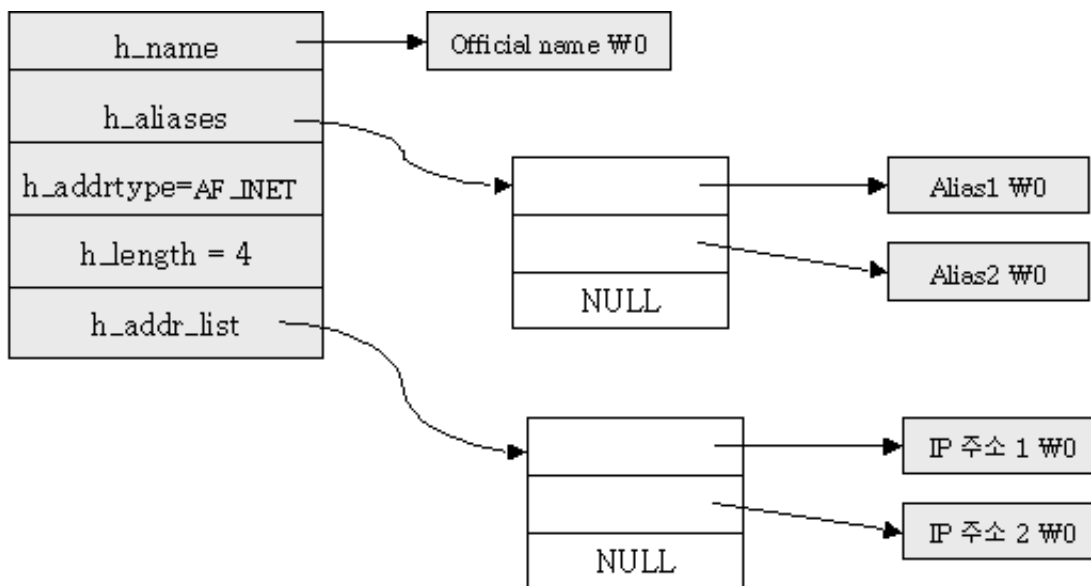 h_name
Official name ₩0
h_aliases
h_addrtype=AF_INET
Alias1 ₩0
h_length = 4
Alias2 ₩0
NULL
h_addr_list
IP 주소 1 ₩0
IP 주소 2 ₩0
NULL